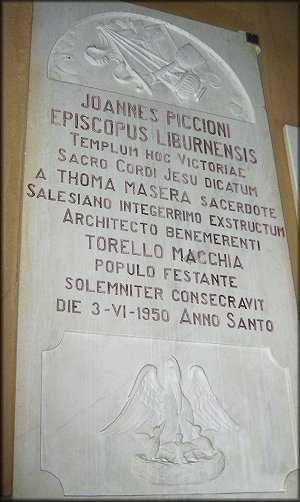 JOANNES PICCIONI
EPISCOPUS LIBURNENSIS
TEMPLUM HOC VICTORIAE
SACRO CORDI JESU DICATUM
A THOMA MASERA SACERDOTE
SALESIANO INTEGERRIMO EXSTRUCTUM
ARCHITECTO BENEMERENTI
TORELLO MACCHIA
POPULO FESTANTE
SOLEMNITER CONSECRAVIT
DIE 3-VI-1950 ANNO SANTO